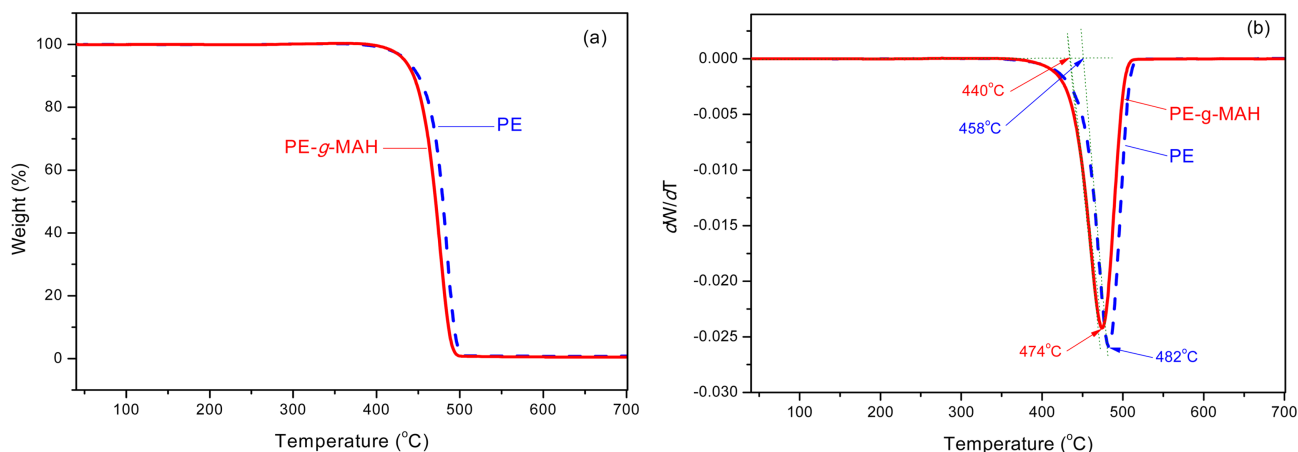 (a)
100
80
60
40
20
0
Weight (%)
PE
PE-g-MAH
100 200 300 400 500 600 700
Temperature (°C)
(b)
0.000
-0.005
-0.010
-0.015
-0.020
-0.025
-0.030
dW/dT
440°C
458°C
PE-g-MAH
PE
474°C
482°C
100 200 300 400 500 600 700
Temperature (°C)